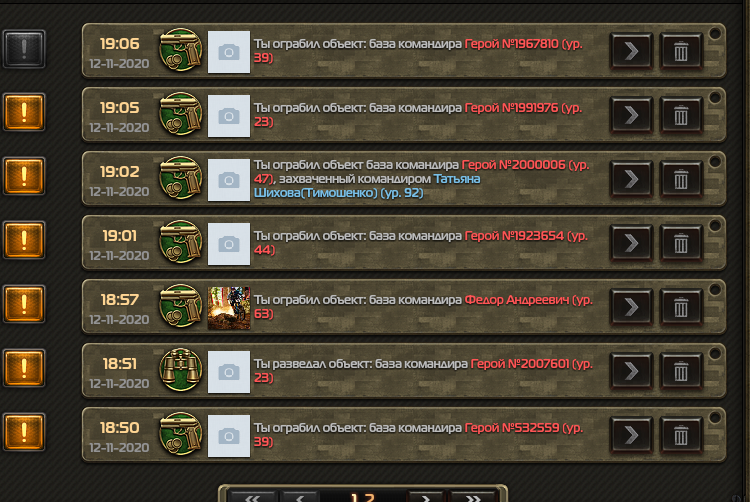 19:06
12-11-2020
Ты ограбил объект: база командира Герой №1967810 (ур.
39)
19:05
12-11-2020
Ты ограбил объект: база командира Герой №1991976 (ур.
23)
19:02
12-11-2020
Ты ограбил объект база командира Герой №2000006 (ур.
47), захваченный командиром Татьяна
Шихова(Тимошенко) (ур. 92)
19:01
12-11-2020
Ты ограбил объект: база командира Герой №1923654 (ур.
44)
18:57
12-11-2020
Ты ограбил объект: база командира Федор Андреевич (ур.
63)
18:51
12-11-2020
Ты разведал объект: база командира Герой №2007601 (ур.
23)
18:50
12-11-2020
Ты ограбил объект: база командира Герой №532559 (ур.
39)
1 2